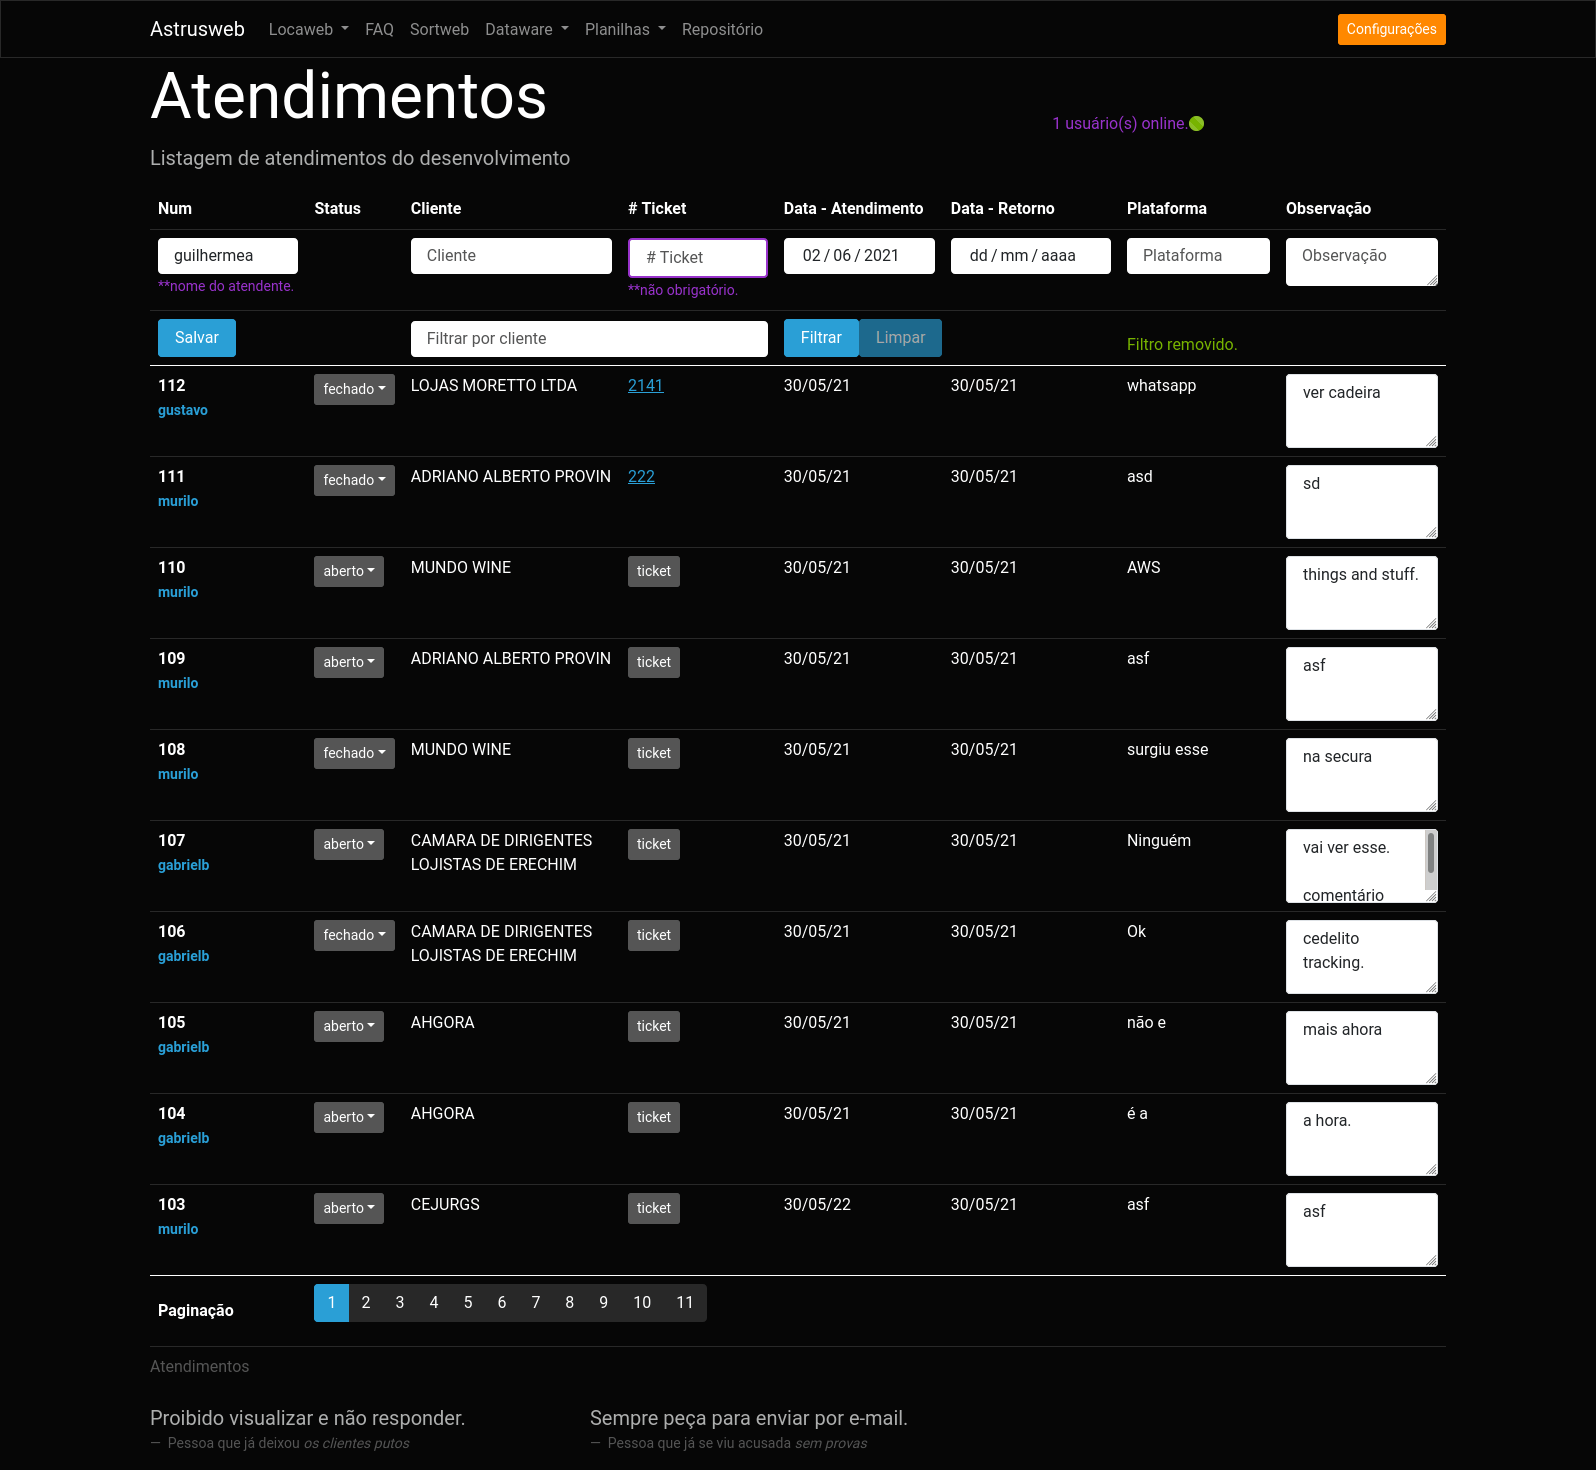 Astrusweb Locaweb FAQ Sortweb Dataware Planilhas Repositório Configurações
Atendimentos
1 usuário(s) online.
Listagem de atendimentos do desenvolvimento
Num Status Cliente # Ticket Data - Atendimento Data - Retorno Plataforma Observação
guilhermea Cliente # Ticket 02 / 06 / 2021 dd / mm / aaaa Plataforma Observação
**nome do atendente. **não obrigatório.
Salvar Filtrar por cliente Filtrar Limpar Filtro removido.
112 fechado LOJAS MORETTO LTDA 2141 30/05/21 30/05/21 whatsapp ver cadeira
gustavo
111 fechado ADRIANO ALBERTO PROVIN 222 30/05/21 30/05/21 asd sd
murilo
110 aberto MUNDO WINE ticket 30/05/21 30/05/21 AWS things and stuff.
murilo
109 aberto ADRIANO ALBERTO PROVIN ticket 30/05/21 30/05/21 asf asf
murilo
108 fechado MUNDO WINE ticket 30/05/21 30/05/21 surgiu esse na secura
murilo
107 aberto CAMARA DE DIRIGENTES ticket 30/05/21 30/05/21 Ninguém vai ver esse.
gabrielb LOJISTAS DE ERECHIM
comentário
106 fechado CAMARA DE DIRIGENTES ticket 30/05/21 30/05/21 Ok cedelito
gabrielb LOJISTAS DE ERECHIM tracking.
105 aberto AHGORA ticket 30/05/21 30/05/21 não e mais ahora
gabrielb
104 aberto AHGORA ticket 30/05/21 30/05/21 é a a hora.
gabrielb
103 aberto CEJURGS ticket 30/05/22 30/05/21 asf asf
murilo
Paginação 1 2 3 4 5 6 7 8 9 10 11
Atendimentos
Proibido visualizar e não responder. Sempre peça para enviar por e-mail.
— Pessoa que já deixou os clientes putos — Pessoa que já se viu acusada sem provas